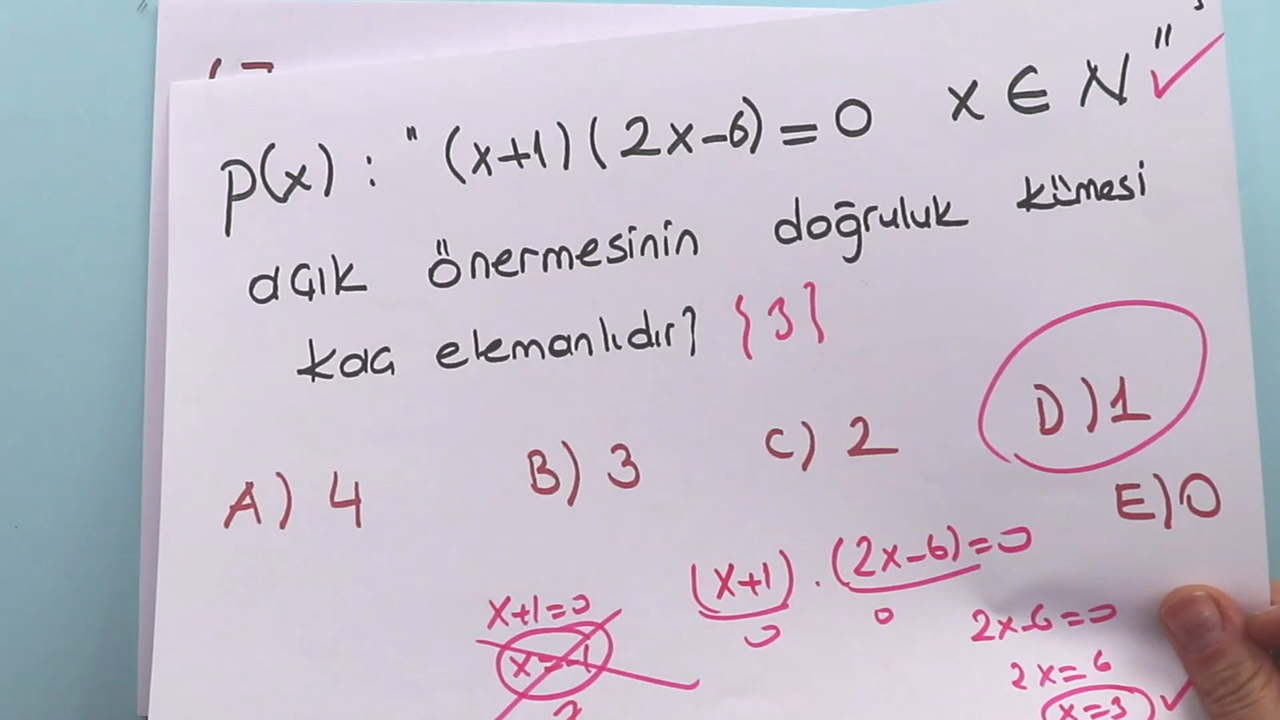 P(x) : " (x+1)(2x-6)=0 x ∈ N "
açık önermesinin doğruluk kümesi
kaç elemanlıdır? {3}
A) 4 B) 3 C) 2 D) 1
E) 0
(x+1) . (2x-6)=0
0 0
x+1=0 2x-6=0
x=-1 2x=6
x=3